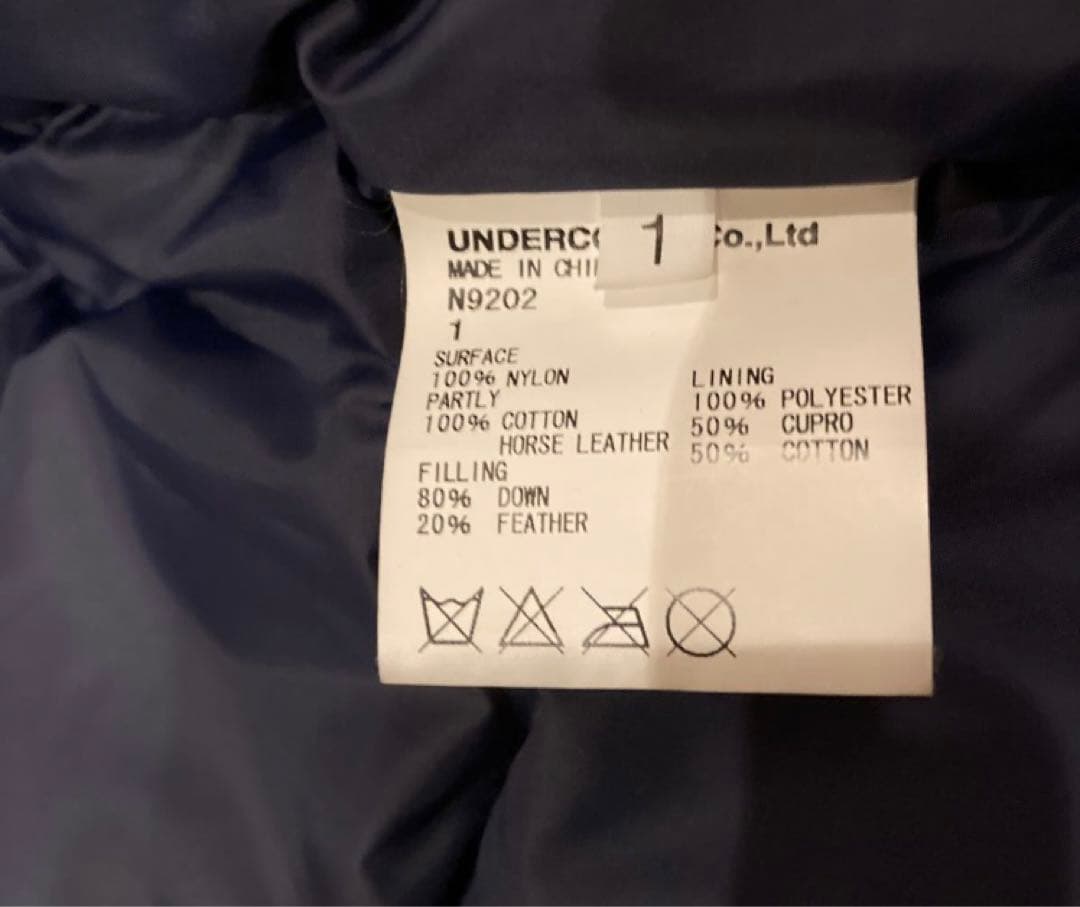 1
UNDERC Co.,Ltd
MADE IN CHI
N9202
1
SURFACE
100% NYLON
PARTLY
100% COTTON
HORSE LEATHER
FILLING
80% DOWN
20% FEATHER
LINING
100% POLYESTER
50% CUPRO
50% COTTON